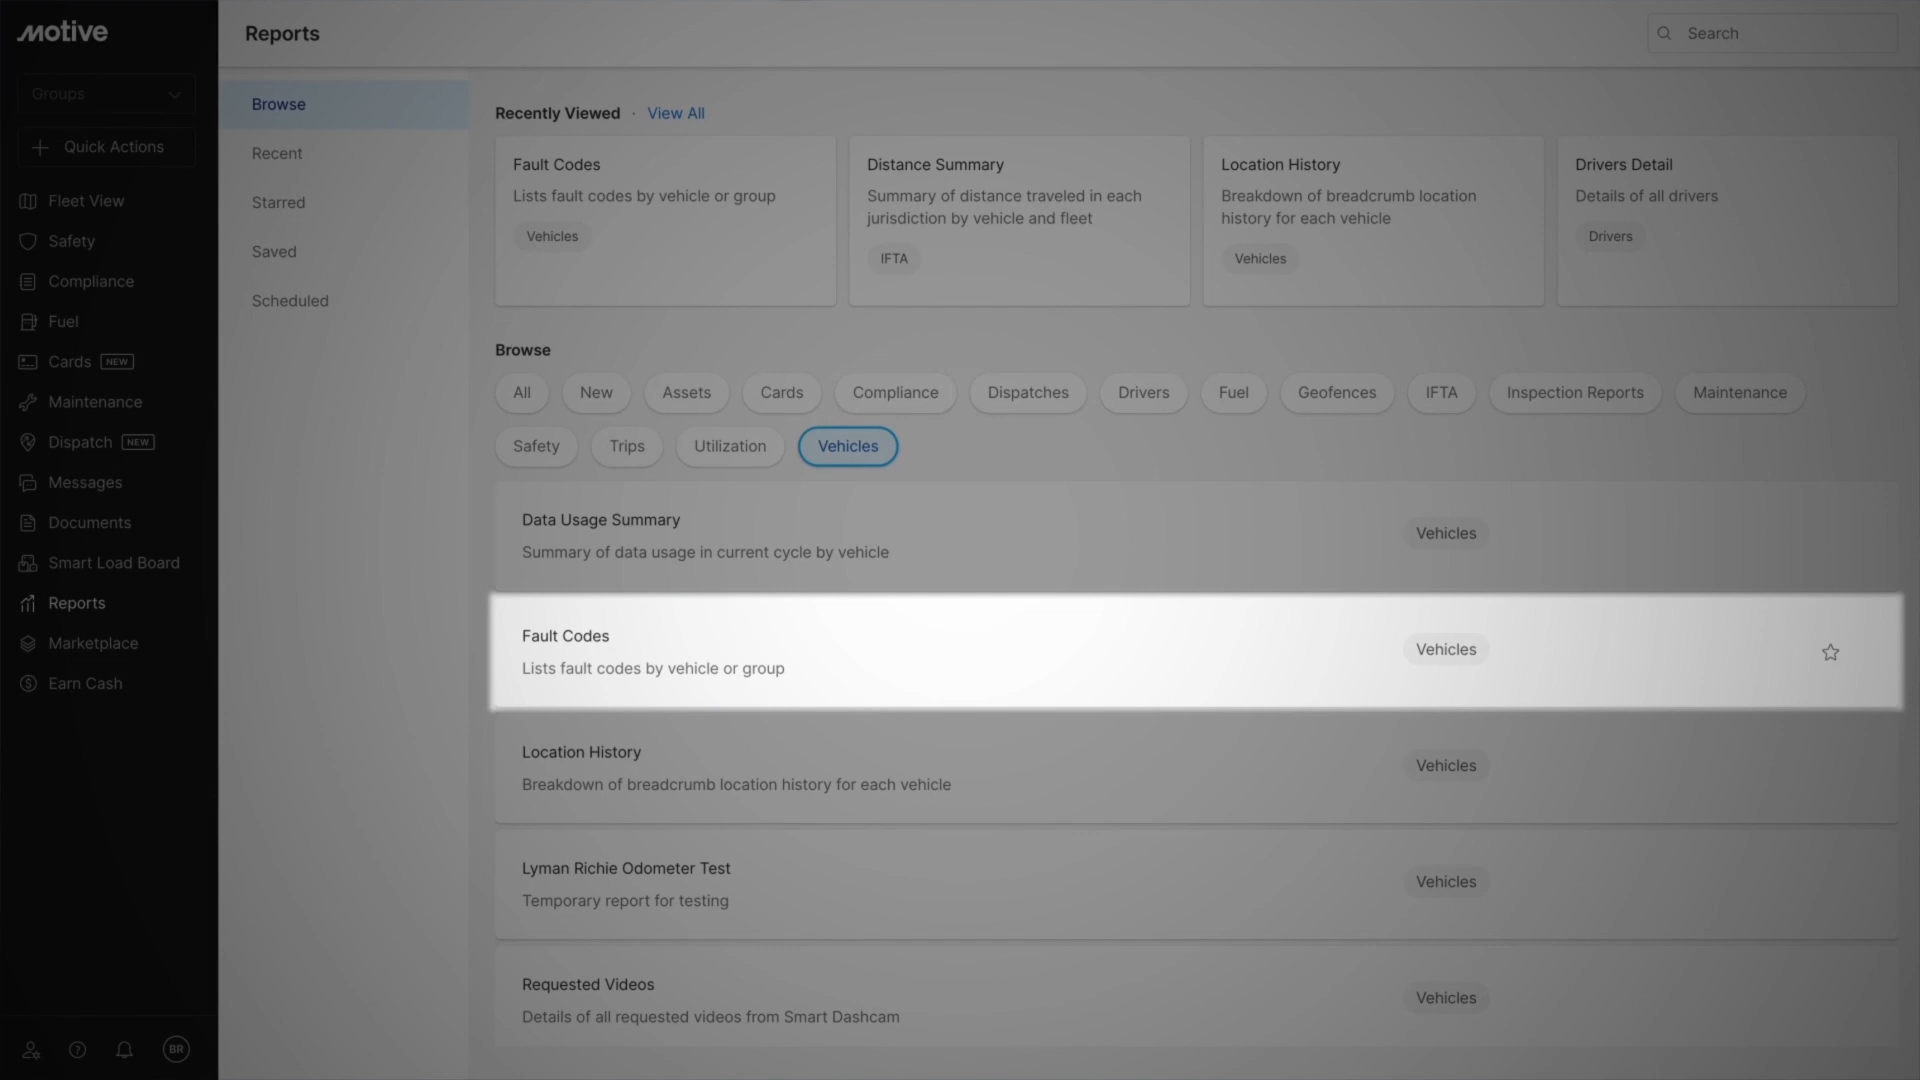 motive
Reports
Search
Groups
Quick Actions
Fleet View
Safety
Compliance
Fuel
Cards NEW
Maintenance
Dispatch NEW
Messages
Documents
Smart Load Board
Reports
Marketplace
Earn Cash
BR
Browse
Recent
Starred
Saved
Scheduled
Recently Viewed · View All
Fault Codes
Lists fault codes by vehicle or group
Vehicles
Distance Summary
Summary of distance traveled in each
jurisdiction by vehicle and fleet
IFTA
Location History
Breakdown of breadcrumb location
history for each vehicle
Vehicles
Drivers Detail
Details of all drivers
Drivers
Browse
All New Assets Cards Compliance Dispatches Drivers Fuel Geofences IFTA Inspection Reports Maintenance
Safety Trips Utilization Vehicles
Data Usage Summary
Summary of data usage in current cycle by vehicle
Vehicles
Fault Codes
Lists fault codes by vehicle or group
Vehicles
Location History
Breakdown of breadcrumb location history for each vehicle
Vehicles
Lyman Richie Odometer Test
Temporary report for testing
Vehicles
Requested Videos
Details of all requested videos from Smart Dashcam
Vehicles